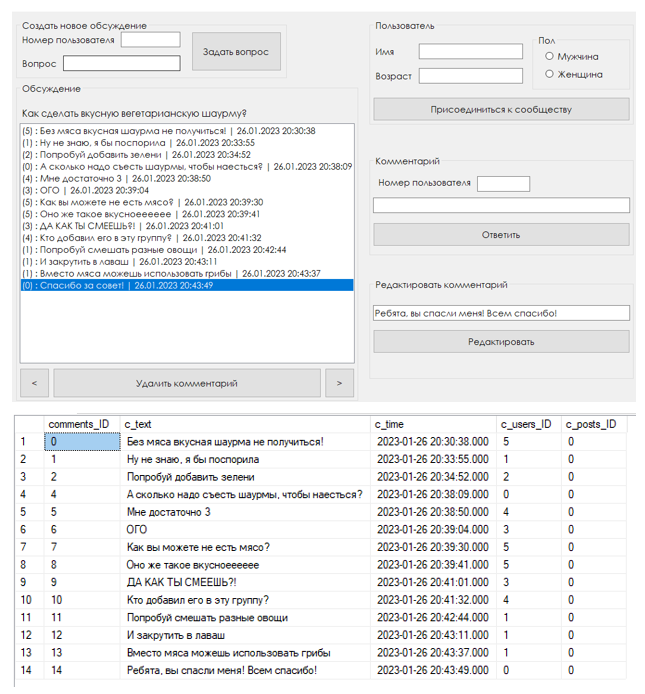 Создать новое обсуждение
Номер пользователя
Вопрос
Задать вопрос
Обсуждение
Как сделать вкусную вегетарианскую шаурму?
(5) : Без мяса вкусная шаурма не получиться! | 26.01.2023 20:30:38
(1) : Ну не знаю, я бы поспорила | 26.01.2023 20:33:55
(2) : Попробуй добавить зелени | 26.01.2023 20:34:52
(0) : А сколько надо съесть шаурмы, чтобы наесться? | 26.01.2023 20:38:09
(4) : Мне достаточно 3 | 26.01.2023 20:38:50
(3) : ОГО | 26.01.2023 20:39:04
(5) : Как вы можете не есть мясо? | 26.01.2023 20:39:30
(5) : Оно же такое вкусноеееееe | 26.01.2023 20:39:41
(3) : ДА КАК ТЫ СМЕЕШЬ?! | 26.01.2023 20:41:01
(4) : Кто добавил его в эту группу? | 26.01.2023 20:41:32
(1) : Попробуй смешать разные овощи | 26.01.2023 20:42:44
(1) : И закрутить в лаваш | 26.01.2023 20:43:11
(1) : Вместо мяса можешь использовать грибы | 26.01.2023 20:43:37
(0) : Спасибо за совет! | 26.01.2023 20:43:49
< Удалить комментарий >
Пользователь
Имя
Возраст
Пол
Мужчина
Женщина
Присоединиться к сообществу
Комментарий
Номер пользователя
Ответить
Редактировать комментарий
Ребята, вы спасли меня! Всем спасибо!
Редактировать
comments_ID c_text c_time c_users_ID c_posts_ID
1 0 Без мяса вкусная шаурма не получиться! 2023-01-26 20:30:38.000 5 0
2 1 Ну не знаю, я бы поспорила 2023-01-26 20:33:55.000 1 0
3 2 Попробуй добавить зелени 2023-01-26 20:34:52.000 2 0
4 4 А сколько надо съесть шаурмы, чтобы наесться? 2023-01-26 20:38:09.000 0 0
5 5 Мне достаточно 3 2023-01-26 20:38:50.000 4 0
6 6 ОГО 2023-01-26 20:39:04.000 3 0
7 7 Как вы можете не есть мясо? 2023-01-26 20:39:30.000 5 0
8 8 Оно же такое вкусноеееееe 2023-01-26 20:39:41.000 5 0
9 9 ДА КАК ТЫ СМЕЕШЬ?! 2023-01-26 20:41:01.000 3 0
10 10 Кто добавил его в эту группу? 2023-01-26 20:41:32.000 4 0
11 11 Попробуй смешать разные овощи 2023-01-26 20:42:44.000 1 0
12 12 И закрутить в лаваш 2023-01-26 20:43:11.000 1 0
13 13 Вместо мяса можешь использовать грибы 2023-01-26 20:43:37.000 1 0
14 14 Ребята, вы спасли меня! Всем спасибо! 2023-01-26 20:43:49.000 0 0